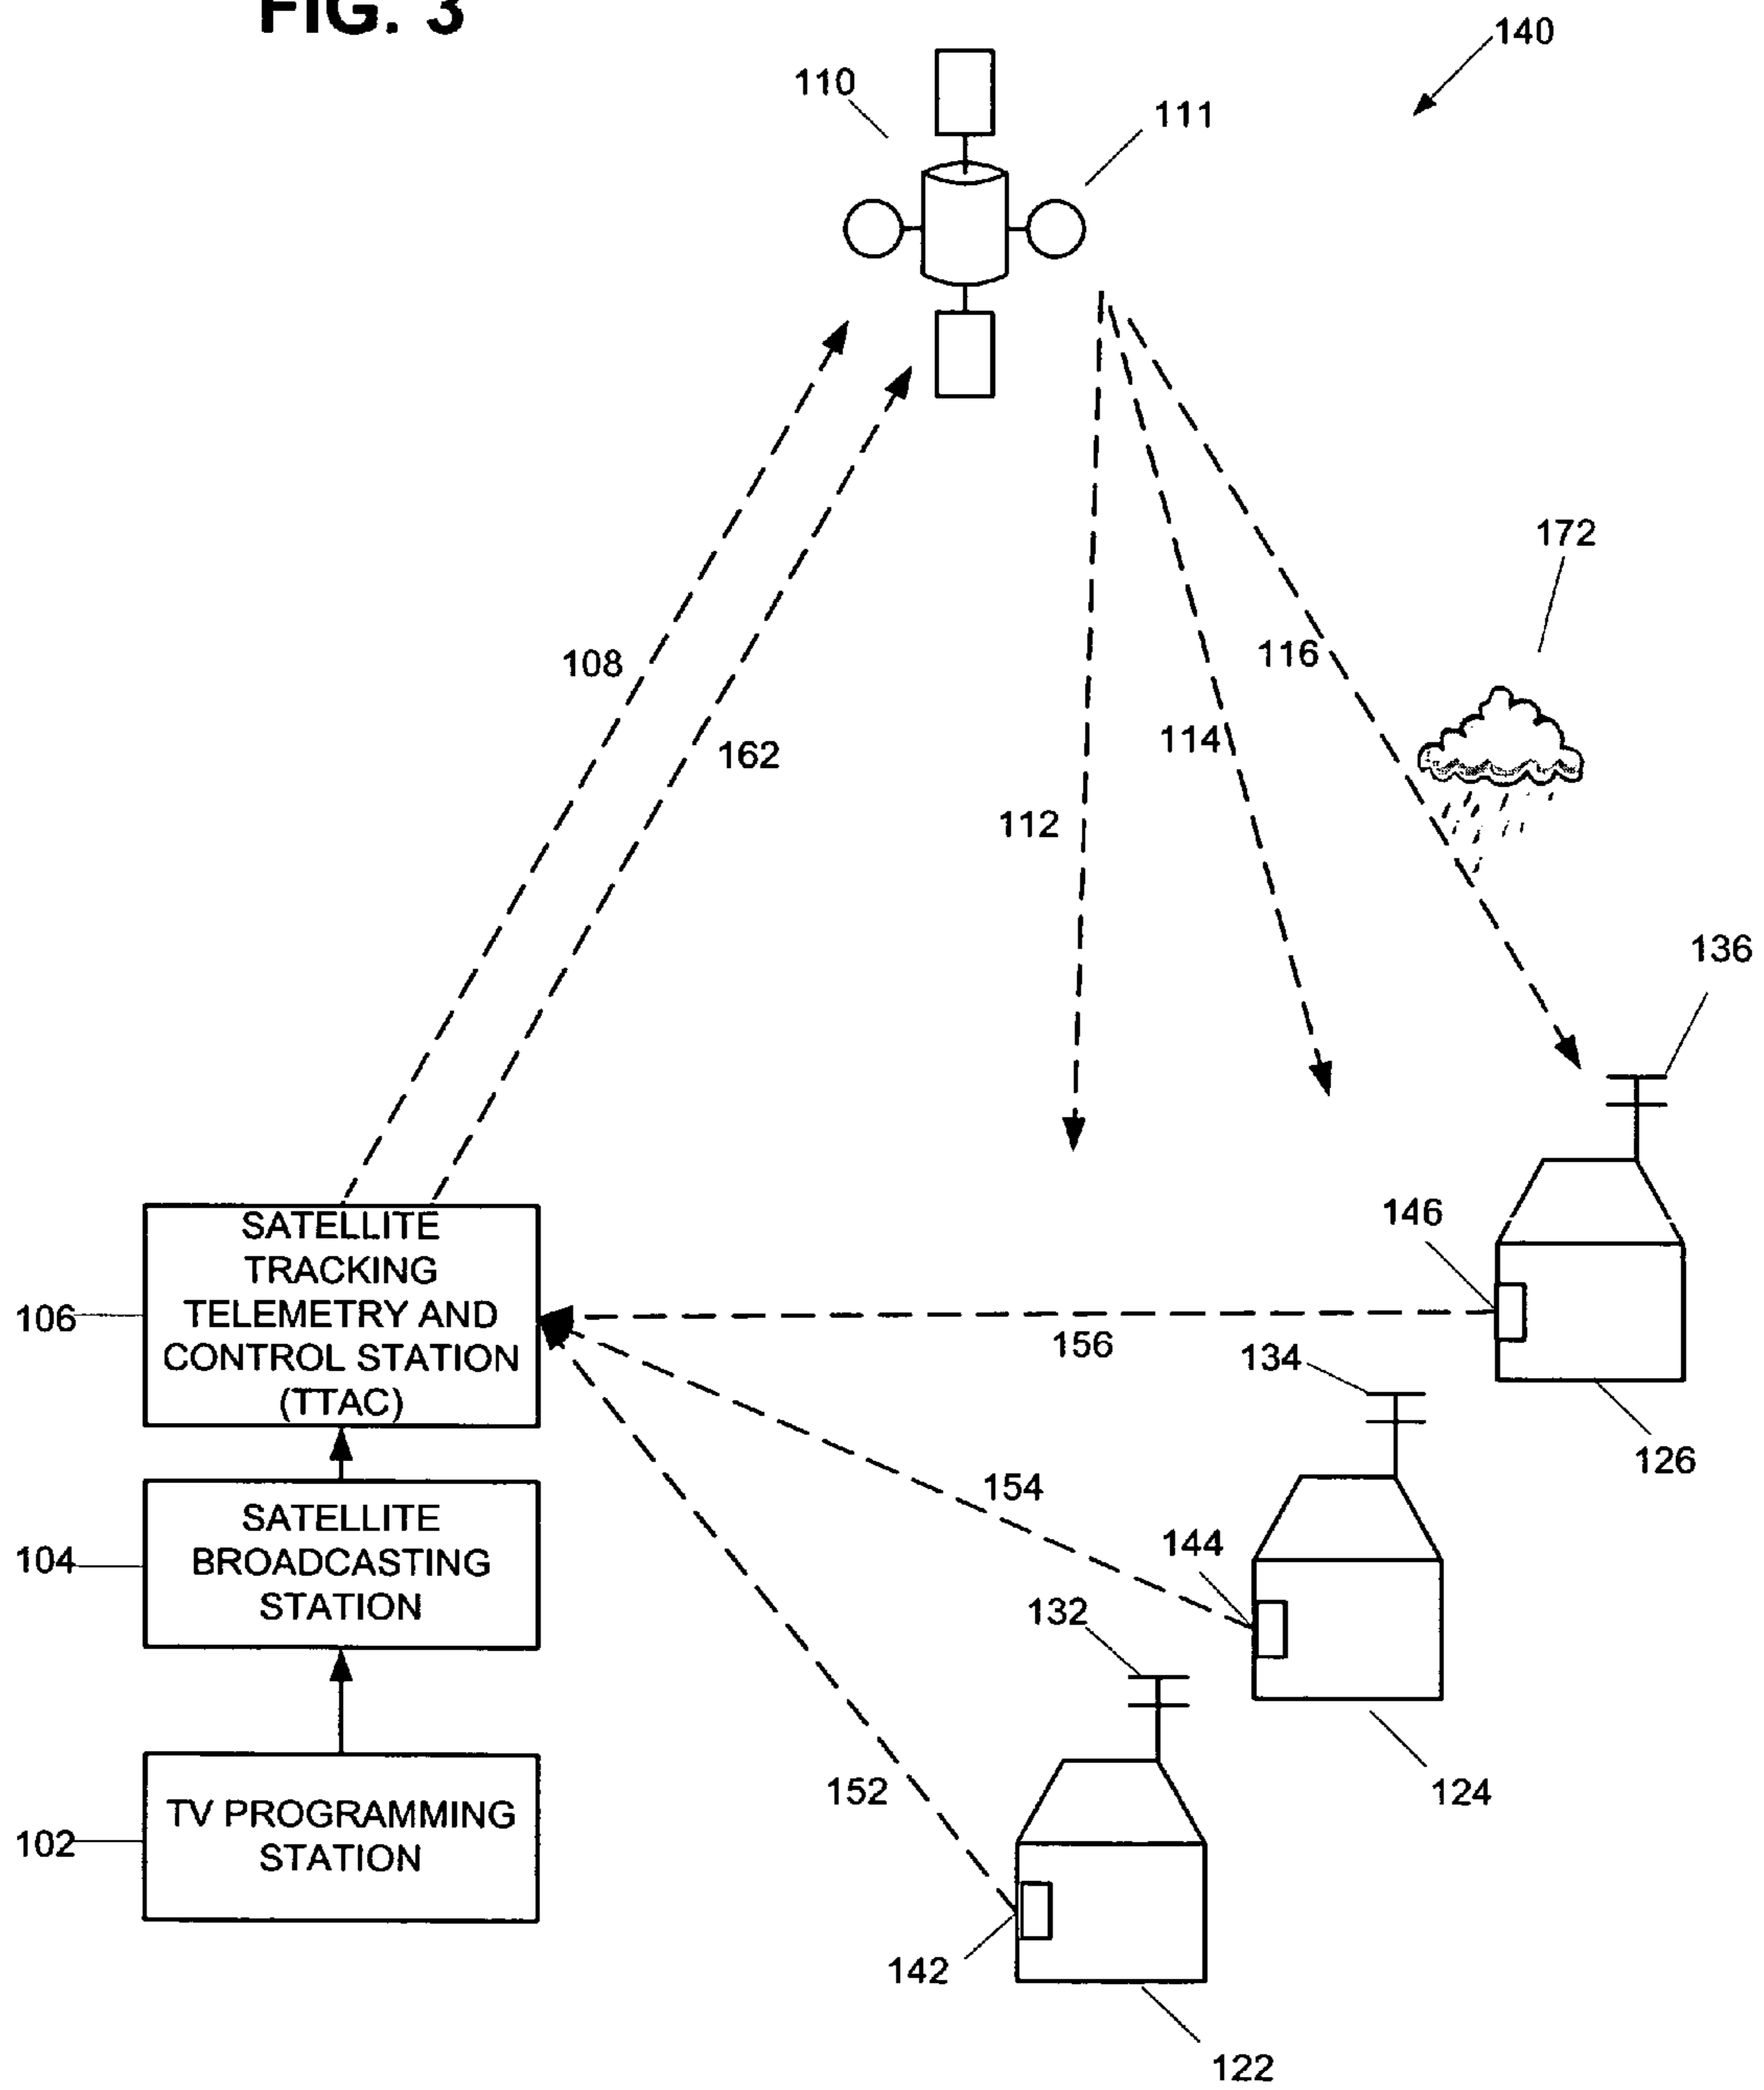 FIG. 3
140
110
111
172
108
116
162
114
112
136
SATELLITE
TRACKING
TELEMETRY AND
CONTROL STATION
(TTAC)
106
146
156
134
126
154
SATELLITE
BROADCASTING
STATION
104
144
132
152
124
TV PROGRAMMING
STATION
102
142
122